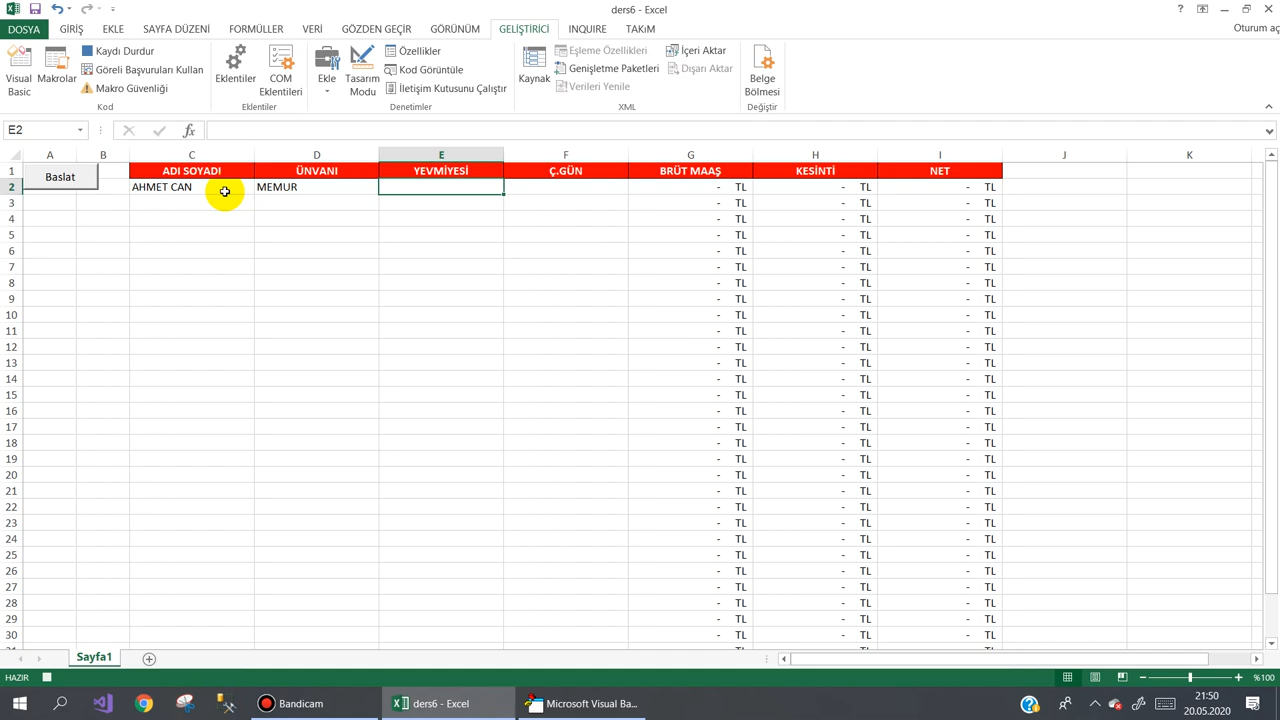 ders6 - Excel
DOSYA GİRİŞ EKLE SAYFA DÜZENİ FORMÜLLER VERİ GÖZDEN GEÇİR GÖRÜNÜM GELİŞTİRİCİ INQUIRE TAKIM Oturum aç
Visual Basic
Makrolar
Kaydı Durdur
Göreli Başvuruları Kullan
Makro Güvenliği
Kod
Eklentiler
COM Eklentileri
Eklentiler
Ekle
Tasarım Modu
Özellikler
Kod Görüntüle
İletişim Kutusunu Çalıştır
Denetimler
Kaynak
Eşleme Özellikleri
Genişletme Paketleri
Verileri Yenile
İçeri Aktar
Dışarı Aktar
XML
Belge Bölmesi
Değiştir
E2 fx
A B C D E F G H I J K
1 Baslat ADI SOYADI ÜNVANI YEVMİYESİ Ç.GÜN BRÜT MAAŞ KESİNTİ NET
2 AHMET CAN MEMUR - TL - TL - TL
3 - TL - TL - TL
4 - TL - TL - TL
5 - TL - TL - TL
6 - TL - TL - TL
7 - TL - TL - TL
8 - TL - TL - TL
9 - TL - TL - TL
10 - TL - TL - TL
11 - TL - TL - TL
12 - TL - TL - TL
13 - TL - TL - TL
14 - TL - TL - TL
15 - TL - TL - TL
16 - TL - TL - TL
17 - TL - TL - TL
18 - TL - TL - TL
19 - TL - TL - TL
20 - TL - TL - TL
21 - TL - TL - TL
22 - TL - TL - TL
23 - TL - TL - TL
24 - TL - TL - TL
25 - TL - TL - TL
26 - TL - TL - TL
27 - TL - TL - TL
28 - TL - TL - TL
29 - TL - TL - TL
30 - TL - TL - TL
Sayfa1
HAZIR %100
Bandicam ders6 - Excel Microsoft Visual Ba... 21:50
20.05.2020